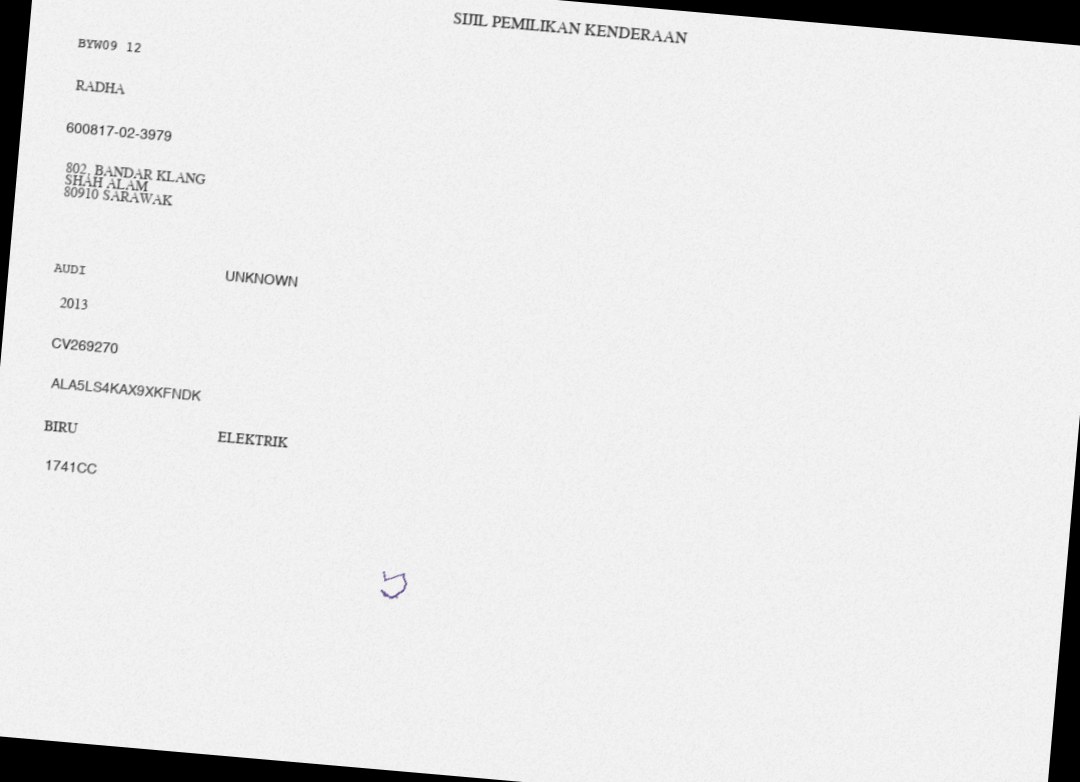 SIJIL PEMILIKAN KENDERAAN
BYW09 12
RADHA
600817-02-3979
802, BANDAR KLANG
SHAH ALAM
80910 SARAWAK
AUDI UNKNOWN
2013
CV269270
ALA5LS4KAX9XKFNDK
BIRU ELEKTRIK
1741CC